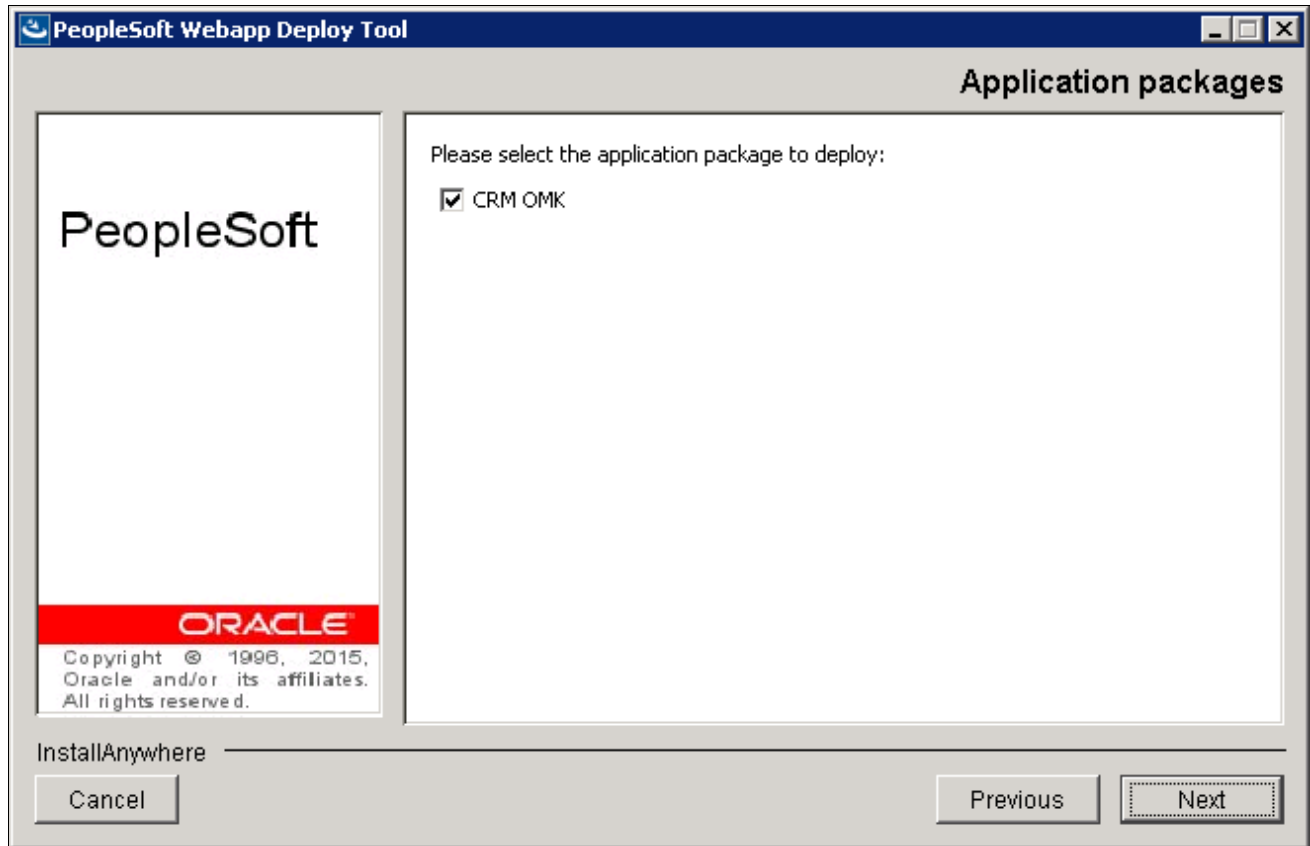 PeopleSoft Webapp Deploy Tool
Application packages
PeopleSoft
ORACLE
Copyright © 1996, 2015,
Oracle and/or its affiliates.
All rights reserved.
Please select the application package to deploy:
CRM OMK
InstallAnywhere
Cancel
Previous
Next